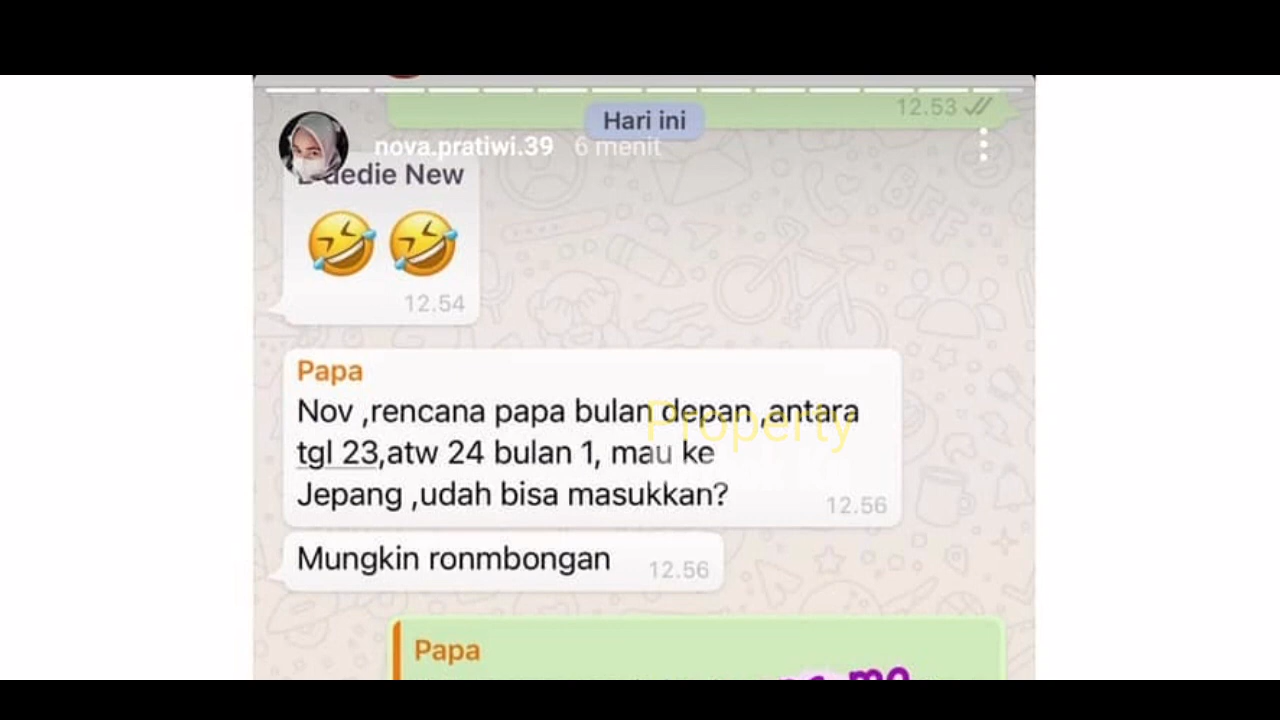 12.53
Hari ini
nova.pratiwi.39 6 menit
aedie New
12.54
Papa
Nov ,rencana papa bulan depan ,antara
tgl 23,atw 24 bulan 1, mau ke
Jepang ,udah bisa masukkan?
12.56
Property
Mungkin ronmbongan
12.56
Papa